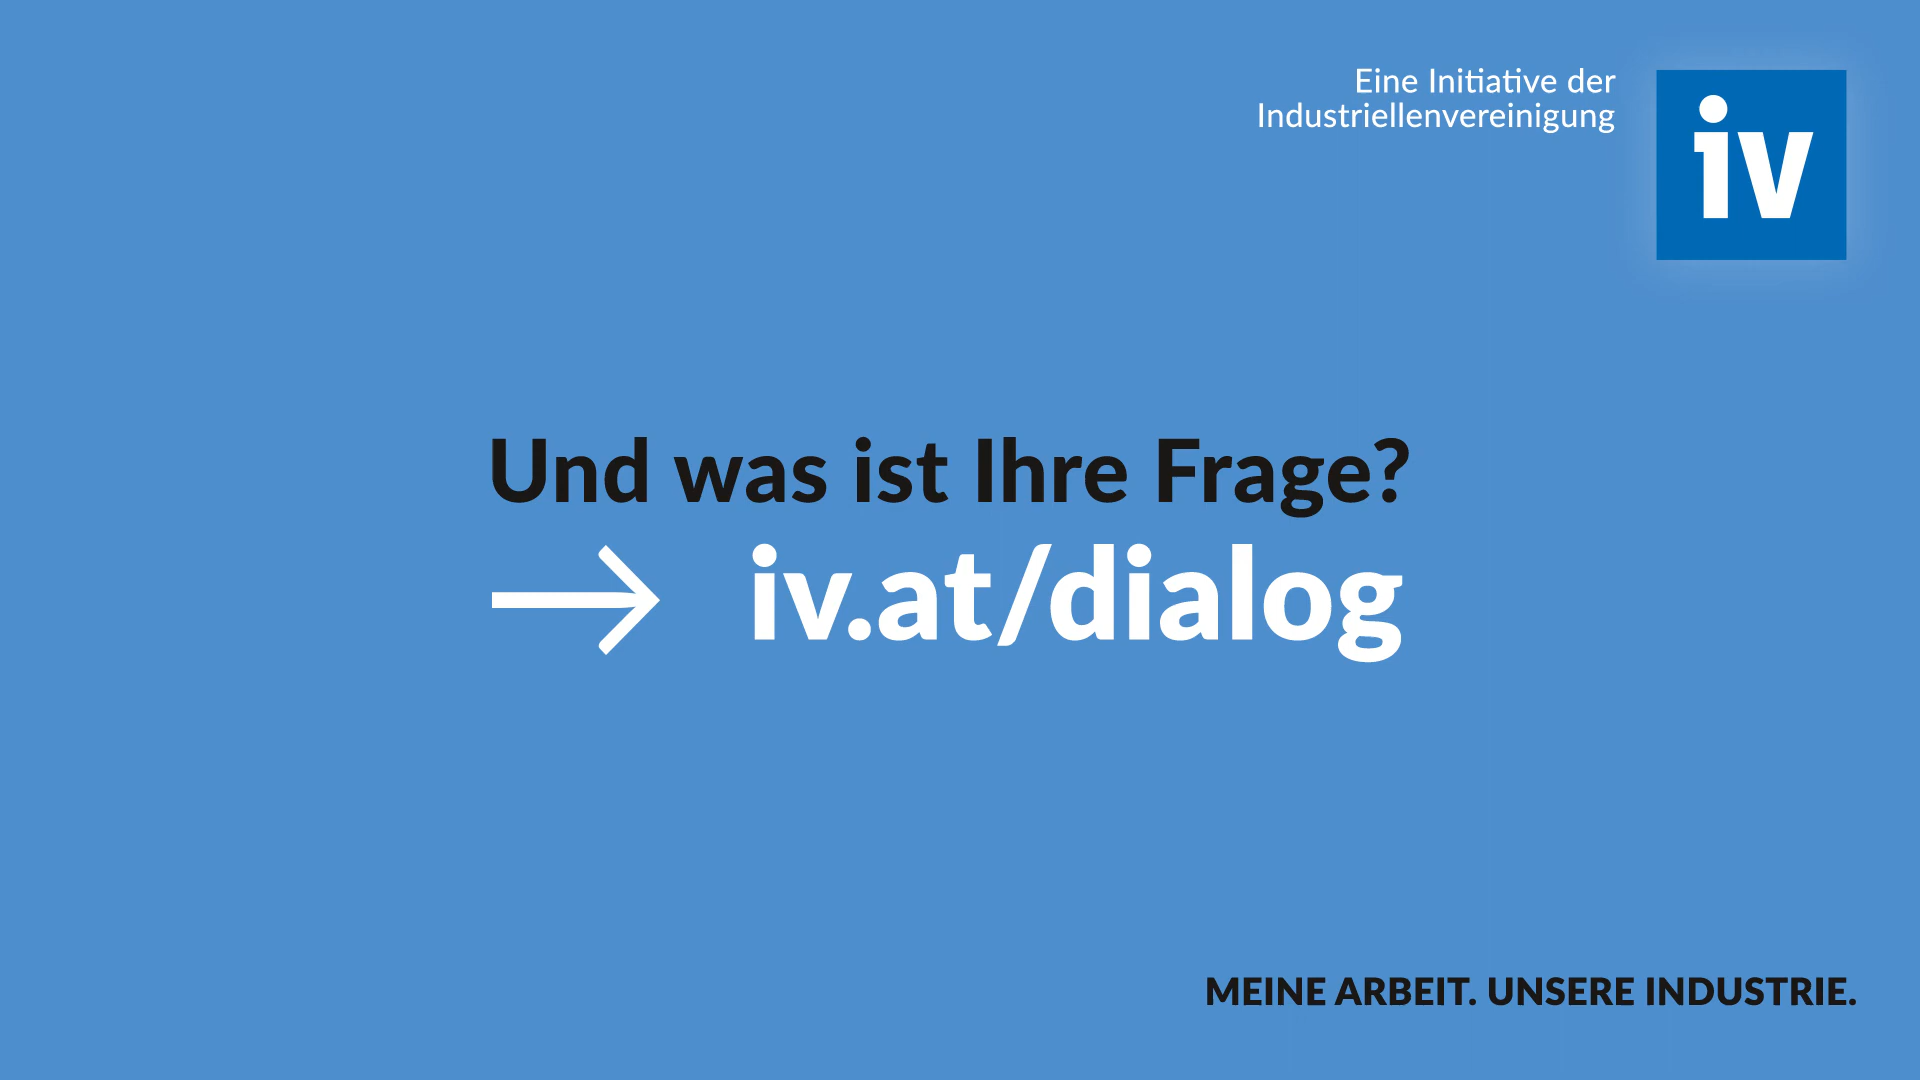 Eine Initiative der
Industriellenvereinigung
iv
Und was ist Ihre Frage?
→ iv.at/dialog
MEINE ARBEIT. UNSERE INDUSTRIE.